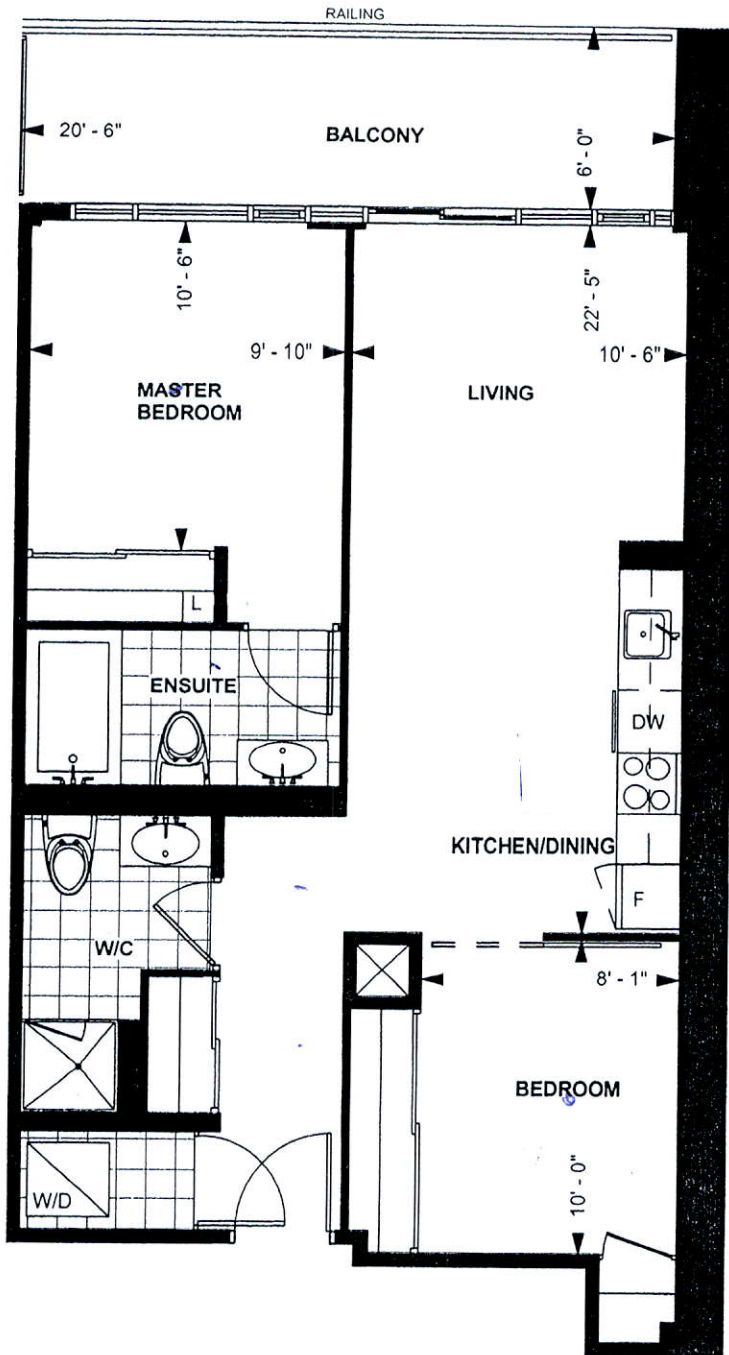 RAILING
20' - 6"
BALCONY
6' - 0"
10' - 6"
22' - 5"
9' - 10"
10' - 6"
MASTER
BEDROOM
LIVING
L
ENSUITE
DW
KITCHEN/DINING
F
W/C
8' - 1"
BEDROOM
10' - 0"
W/D